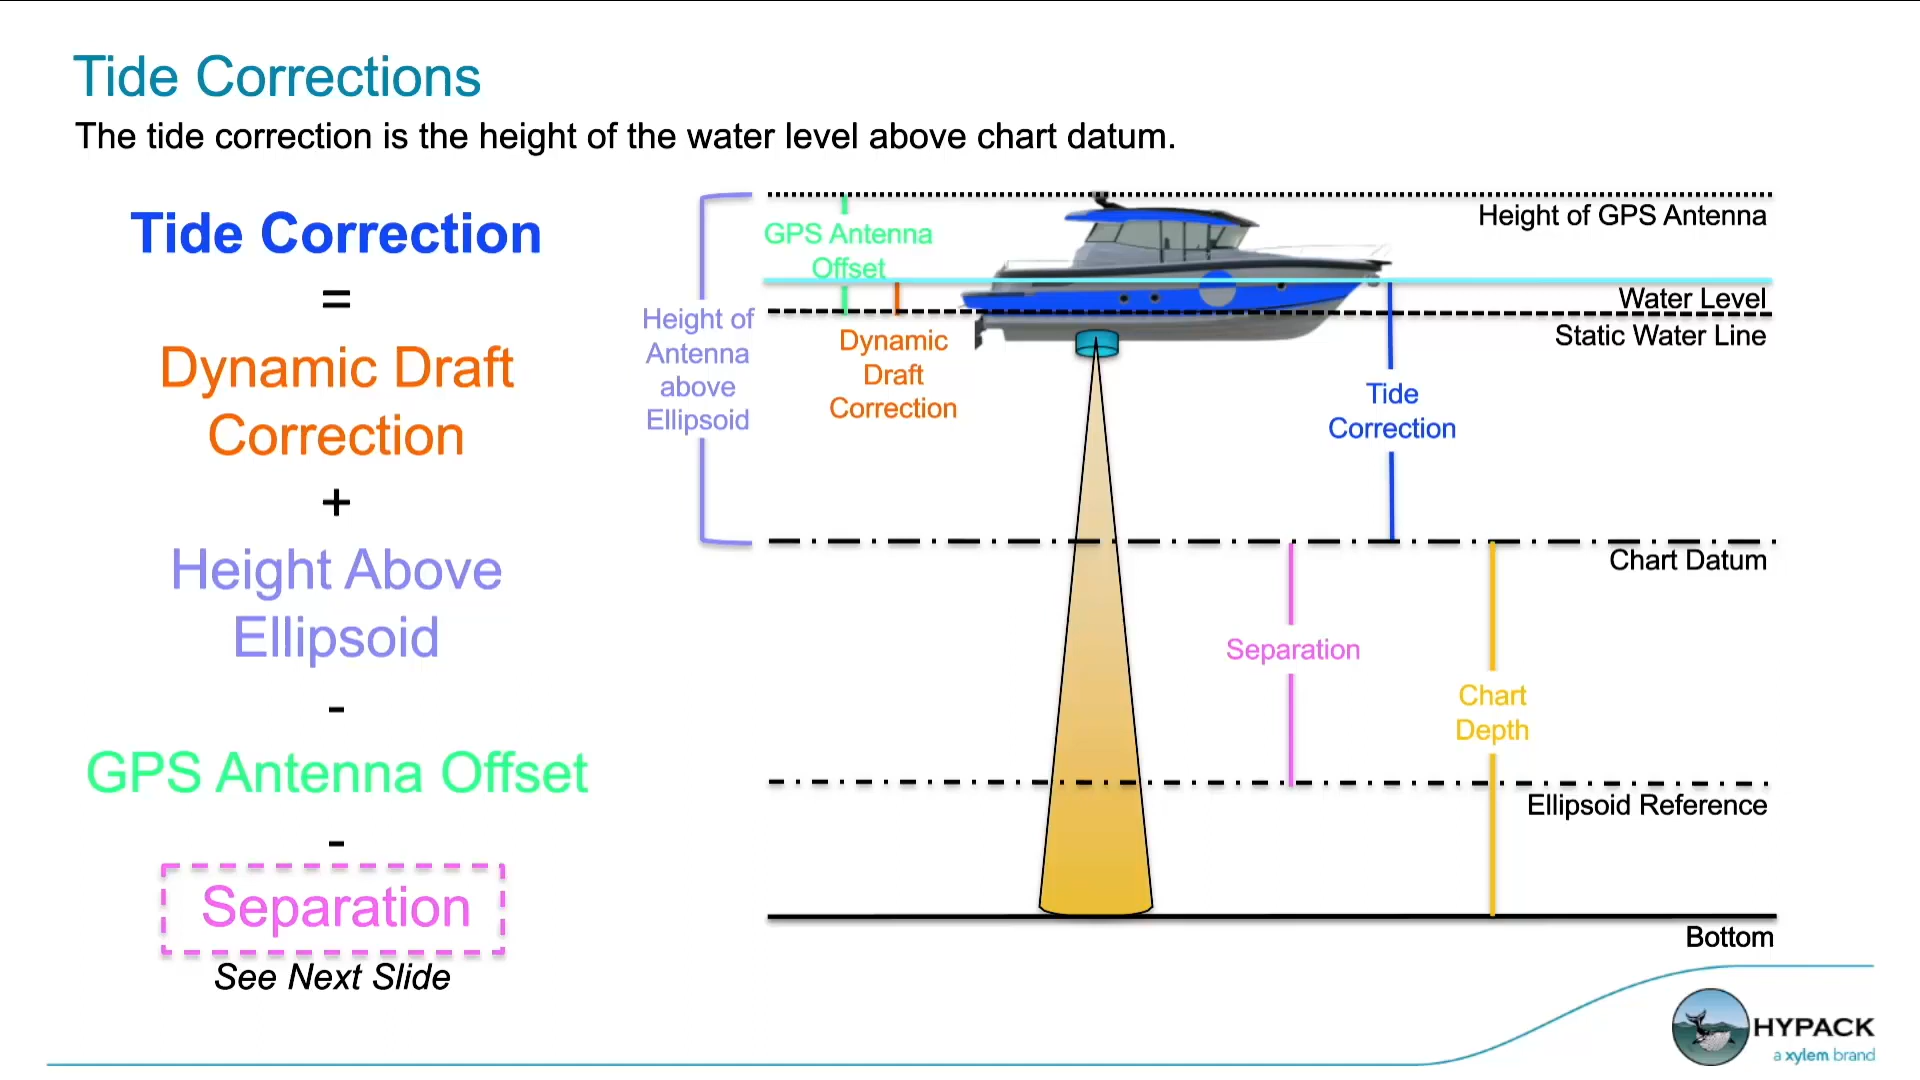 Tide Corrections
The tide correction is the height of the water level above chart datum.
Tide Correction
=
Dynamic Draft
Correction
+
Height Above
Ellipsoid
-
GPS Antenna Offset
-
Separation
See Next Slide
Height of
Antenna
above
Ellipsoid
GPS Antenna
Offset
Dynamic
Draft
Correction
Height of GPS Antenna
Water Level
Static Water Line
Tide
Correction
Chart Datum
Separation
Chart
Depth
Ellipsoid Reference
Bottom
HYPACK
a xylem brand